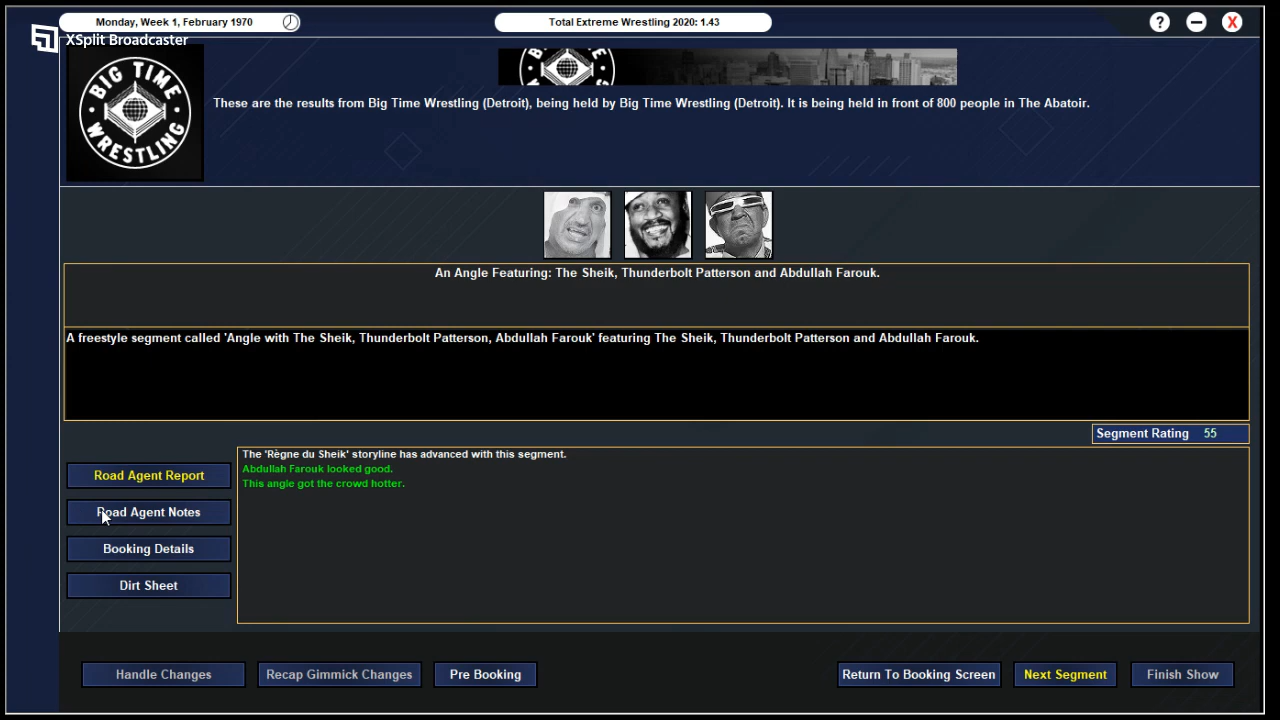 Monday, Week 1, February 1970
Total Extreme Wrestling 2020: 1.43
?
X
XSplit Broadcaster
BIG TIME
WRESTLING
These are the results from Big Time Wrestling (Detroit), being held by Big Time Wrestling (Detroit). It is being held in front of 800 people in The Abatoir.
An Angle Featuring: The Sheik, Thunderbolt Patterson and Abdullah Farouk.
A freestyle segment called 'Angle with The Sheik, Thunderbolt Patterson, Abdullah Farouk' featuring The Sheik, Thunderbolt Patterson and Abdullah Farouk.
Segment Rating 55
The 'Règne du Sheik' storyline has advanced with this segment.
Abdullah Farouk looked good.
This angle got the crowd hotter.
Road Agent Report
Road Agent Notes
Booking Details
Dirt Sheet
Handle Changes
Recap Gimmick Changes
Pre Booking
Return To Booking Screen
Next Segment
Finish Show